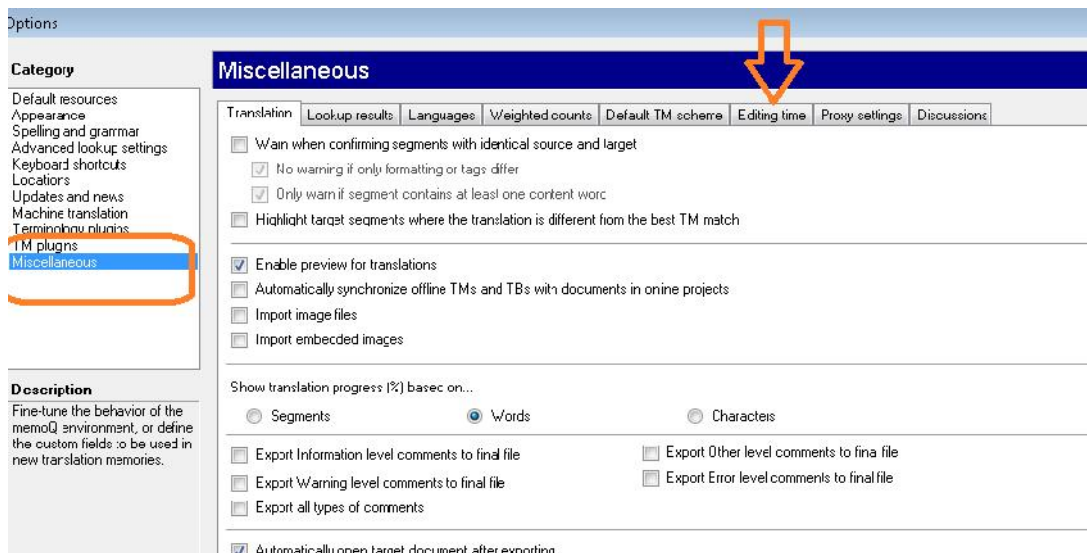 Options
Category
Default resources
Appearance
Spelling and grammar
Advanced lookup settings
Keyboard shortcuts
Locations
Updates and news
Machine translation
Terminology plugins
TM plugins
Miscellaneous
Description
Fine-tune the behavior of the
memoQ environment, or define
the custom fields to be used in
new translation memories.
Miscellaneous
Translation Lookup results Languages Weighted counts Default TM scheme Editing time Proxy settings Discussions
Warn when confirming segments with identical source and target
No warning if only formatting or tags differ
Only warn if segment contains at least one content word
Highlight target segments where the translation is different from the best TM match
Enable preview for translations
Automatically synchronize offline TMs and TBs with documents in online projects
Import image files
Import embedded images
Show translation progress (%) based on...
Segments Words Characters
Export Information level comments to final file Export Other level comments to final file
Export Warning level comments to final file Export Error level comments to final file
Export all types of comments
Automatically open target document after exporting